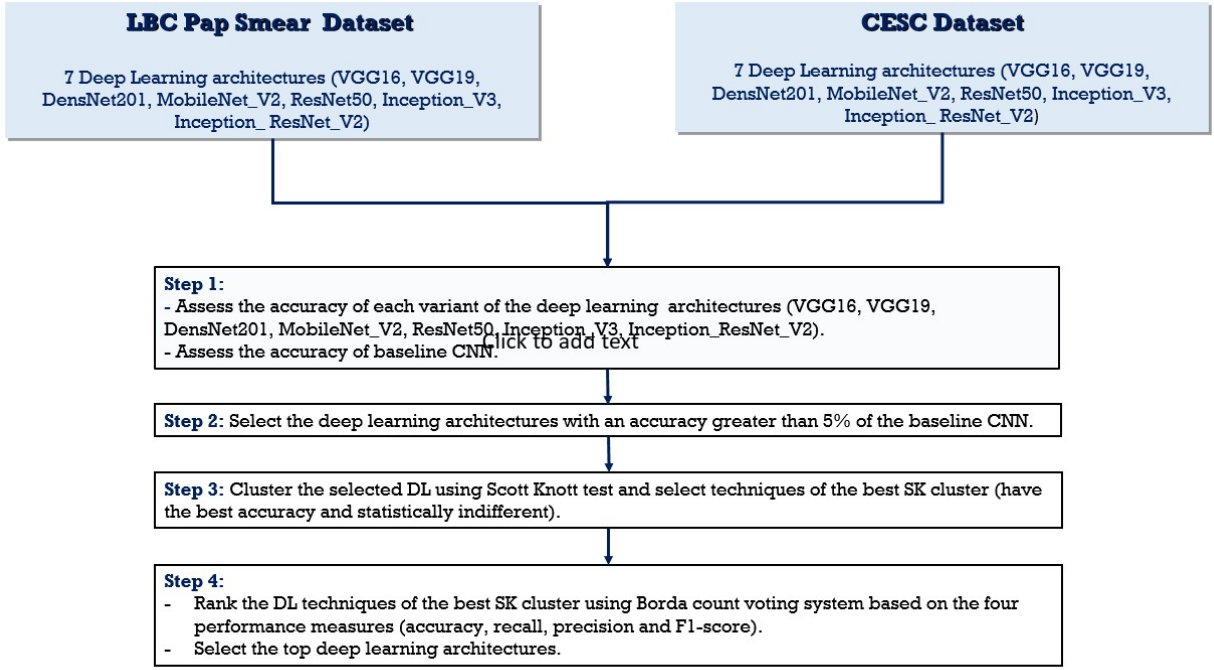 LBC Pap Smear Dataset
7 Deep Learning architectures (VGG16, VGG19,
DensNet201, MobileNet_V2, ResNet50, Inception_V3,
Inception_ ResNet_V2)
CESC Dataset
7 Deep Learning architectures (VGG16, VGG19,
DensNet201, MobileNet_V2, ResNet50, Inception_V3,
Inception_ ResNet_V2)
Step 1:
- Assess the accuracy of each variant of the deep learning architectures (VGG16, VGG19,
DensNet201, MobileNet_V2, ResNet50, Inception_V3, Inception_ResNet_V2).
Click to add text
- Assess the accuracy of baseline CNN.
Step 2: Select the deep learning architectures with an accuracy greater than 5% of the baseline CNN.
Step 3: Cluster the selected DL using Scott Knott test and select techniques of the best SK cluster (have
the best accuracy and statistically indifferent).
Step 4:
- Rank the DL techniques of the best SK cluster using Borda count voting system based on the four
performance measures (accuracy, recall, precision and F1-score).
- Select the top deep learning architectures.